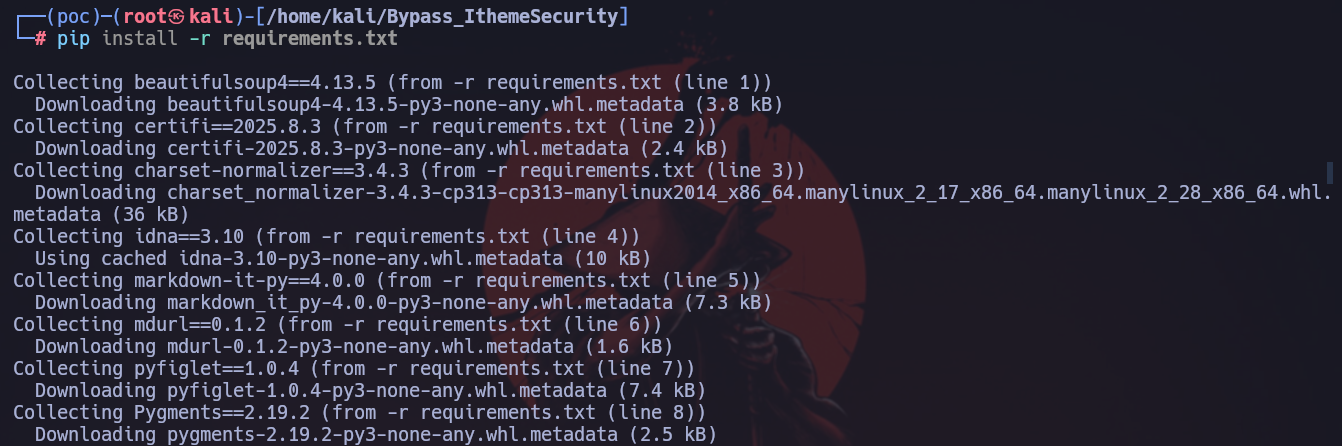 ┌──(poc)─(root㉿kali)-[/home/kali/Bypass_IthemeSecurity]
└─# pip install -r requirements.txt
Collecting beautifulsoup4==4.13.5 (from -r requirements.txt (line 1))
  Downloading beautifulsoup4-4.13.5-py3-none-any.whl.metadata (3.8 kB)
Collecting certifi==2025.8.3 (from -r requirements.txt (line 2))
  Downloading certifi-2025.8.3-py3-none-any.whl.metadata (2.4 kB)
Collecting charset-normalizer==3.4.3 (from -r requirements.txt (line 3))
  Downloading charset_normalizer-3.4.3-cp313-cp313-manylinux2014_x86_64.manylinux_2_17_x86_64.manylinux_2_28_x86_64.whl.
metadata (36 kB)
Collecting idna==3.10 (from -r requirements.txt (line 4))
  Using cached idna-3.10-py3-none-any.whl.metadata (10 kB)
Collecting markdown-it-py==4.0.0 (from -r requirements.txt (line 5))
  Downloading markdown_it_py-4.0.0-py3-none-any.whl.metadata (7.3 kB)
Collecting mdurl==0.1.2 (from -r requirements.txt (line 6))
  Downloading mdurl-0.1.2-py3-none-any.whl.metadata (1.6 kB)
Collecting pyfiglet==1.0.4 (from -r requirements.txt (line 7))
  Downloading pyfiglet-1.0.4-py3-none-any.whl.metadata (7.4 kB)
Collecting Pygments==2.19.2 (from -r requirements.txt (line 8))
  Downloading pygments-2.19.2-py3-none-any.whl.metadata (2.5 kB)